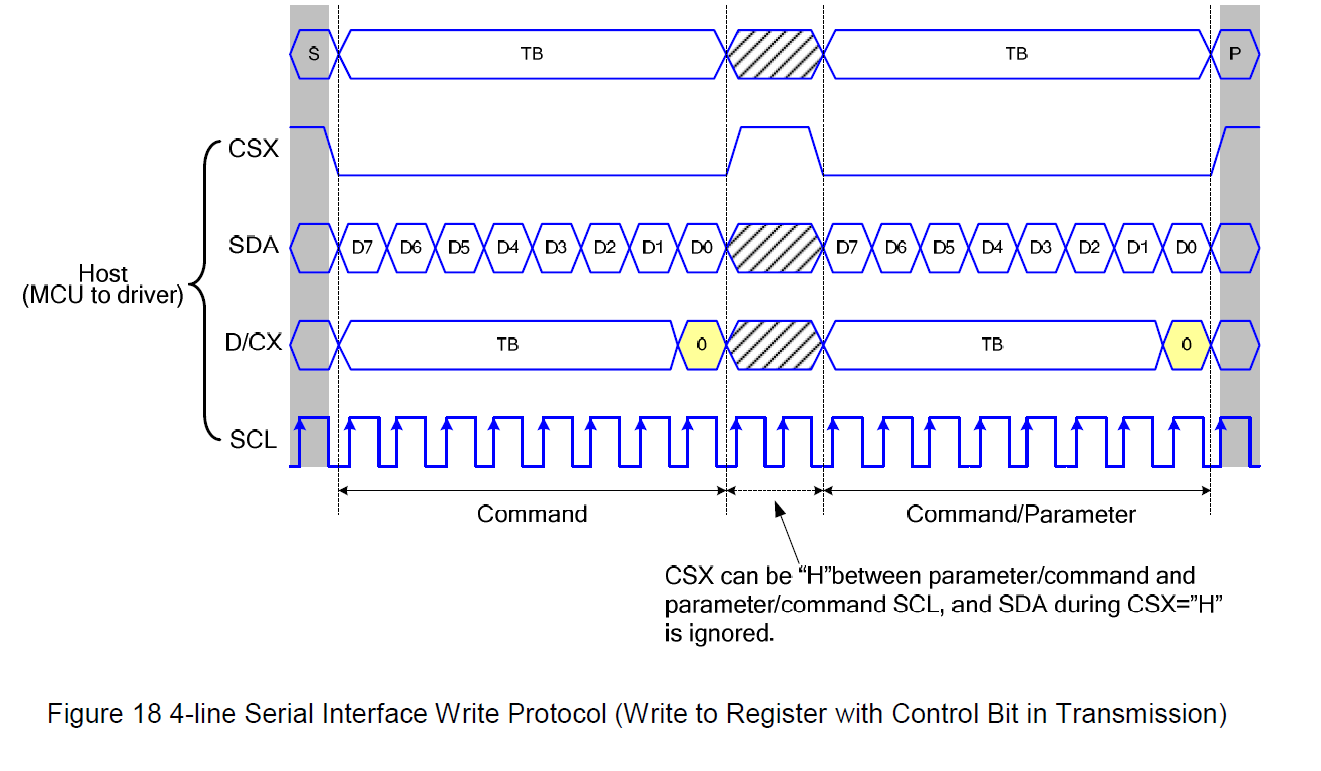 S TB TB P
CSX
SDA D7 D6 D5 D4 D3 D2 D1 D0 D7 D6 D5 D4 D3 D2 D1 D0
Host
(MCU to driver)
D/CX TB 0 TB 0
SCL
Command Command/Parameter
CSX can be “H”between parameter/command and
parameter/command SCL, and SDA during CSX=”H”
is ignored.
Figure 18 4-line Serial Interface Write Protocol (Write to Register with Control Bit in Transmission)